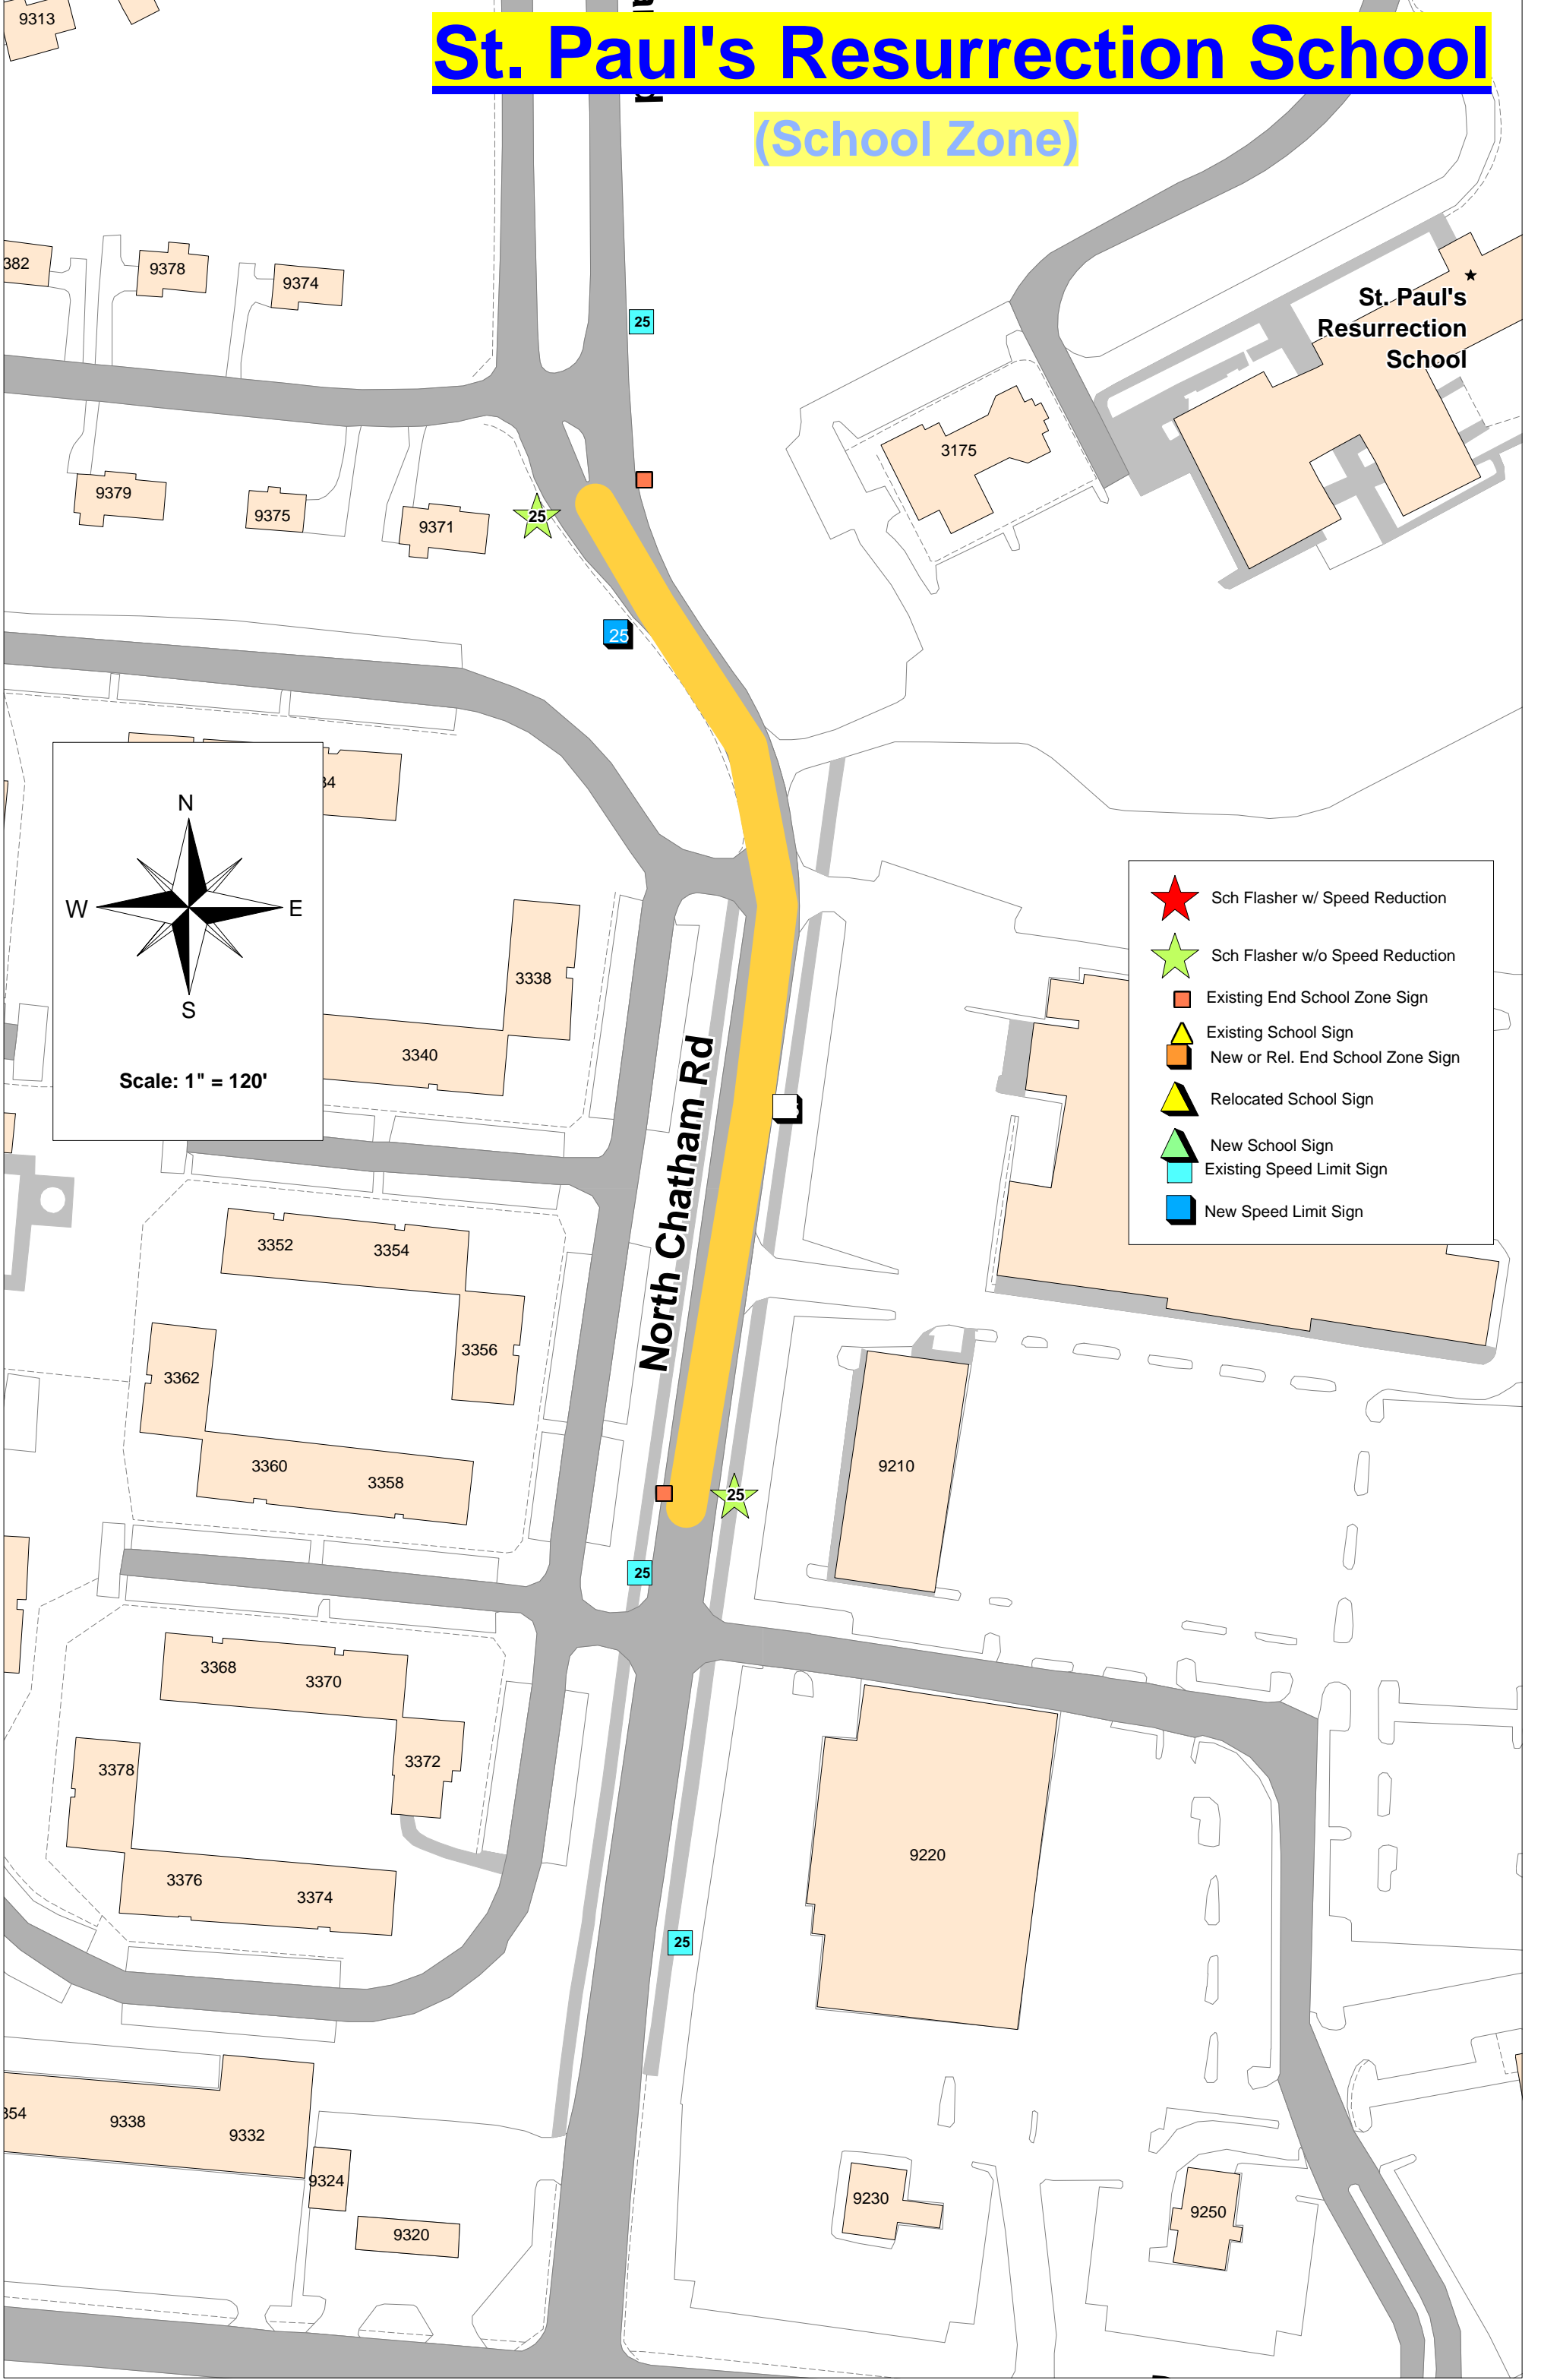 9313
St. Paul's Resurrection School
(School Zone)
382
9378
9374
25
St. Paul's
Resurrection
School
3175
9379
9375
9371
25
25
N
W
E
S
Scale: 1" = 120'
3338
3340
North Chatham Rd
Sch Flasher w/ Speed Reduction
Sch Flasher w/o Speed Reduction
Existing End School Zone Sign
Existing School Sign
New or Rel. End School Zone Sign
Relocated School Sign
New School Sign
Existing Speed Limit Sign
New Speed Limit Sign
3352
3354
3356
3362
3360
3358
9210
25
25
3368
3370
3372
3378
3376
3374
9220
25
354
9338
9332
9324
9320
9230
9250